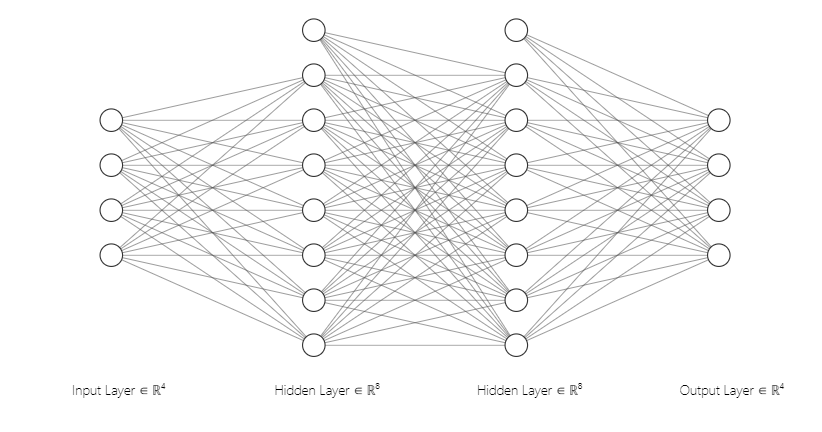 Input Layer ∈ ℝ⁴
Hidden Layer ∈ ℝ⁸
Hidden Layer ∈ ℝ⁸
Output Layer ∈ ℝ⁴